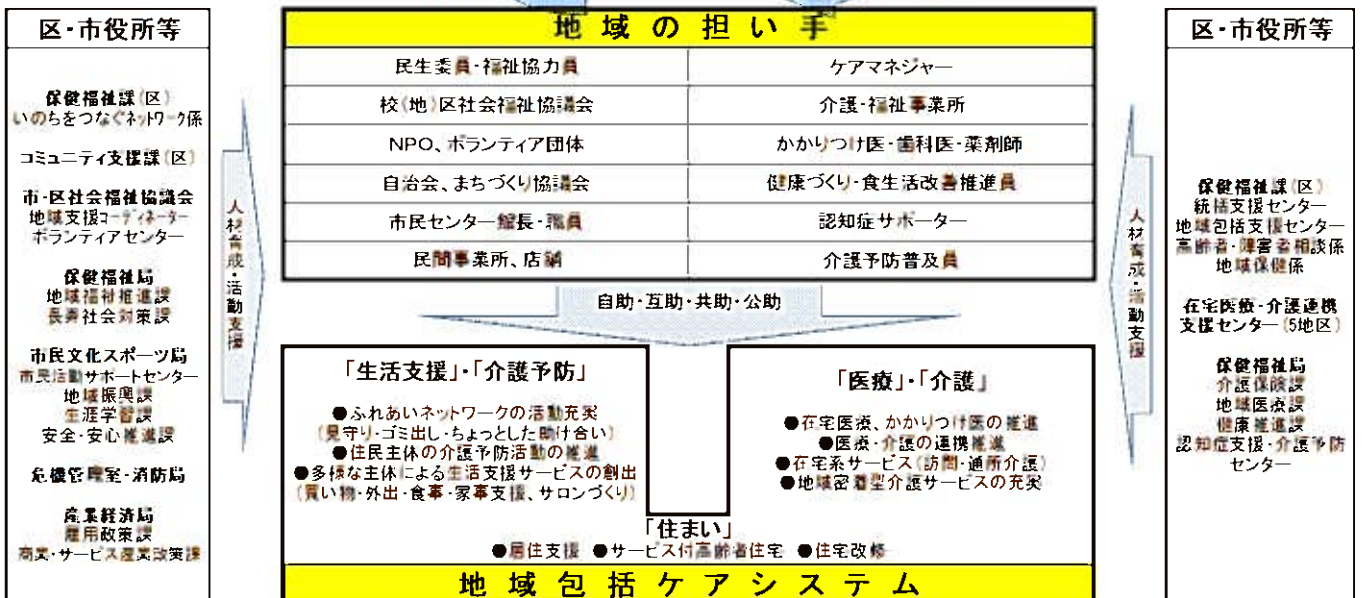 区・市役所等
保健福祉課(区)
いのちをつなぐネットワーク係
コミュニティ支援課(区)
市・区社会福祉協議会
地域支援コーディネーター
ボランティアセンター
保健福祉局
地域福祉推進課
長寿社会対策課
市民文化スポーツ局
市民活動サポートセンター
地域振興課
生涯学習課
安全・安心推進課
危機管理室・消防局
産業経済局
雇用政策課
商業・サービス産業政策課
人材育成・活動支援
地域の担い手
民生委員・福祉協力員
ケアマネジャー
校(地)区社会福祉協議会
介護・福祉事業所
NPO、ボランティア団体
かかりつけ医・歯科医・薬剤師
自治会、まちづくり協議会
健康づくり・食生活改善推進員
市民センター館長・職員
認知症サポーター
民間事業所、店舗
介護予防普及員
自助・互助・共助・公助
「生活支援」・「介護予防」
●ふれあいネットワークの活動充実
(見守り・ゴミ出し・ちょっとした助け合い)
●住民主体の介護予防活動の推進
●多様な主体による生活支援サービスの創出
(買い物・外出・食事・家事支援、サロンづくり)
「医療」・「介護」
●在宅医療、かかりつけ医の推進
●医療・介護の連携推進
●在宅系サービス(訪問・通所介護)
●地域密着型介護サービスの充実
「住まい」
●居住支援 ●サービス付高齢者住宅 ●住宅改修
地域包括ケアシステム
人材育成・活動支援
区・市役所等
保健福祉課(区)
統括支援センター
地域包括支援センター
高齢者・障害者相談係
地域保健係
在宅医療・介護連携
支援センター(5地区)
保健福祉局
介護保険課
地域医療課
健康推進課
認知症支援・介護予防
センター